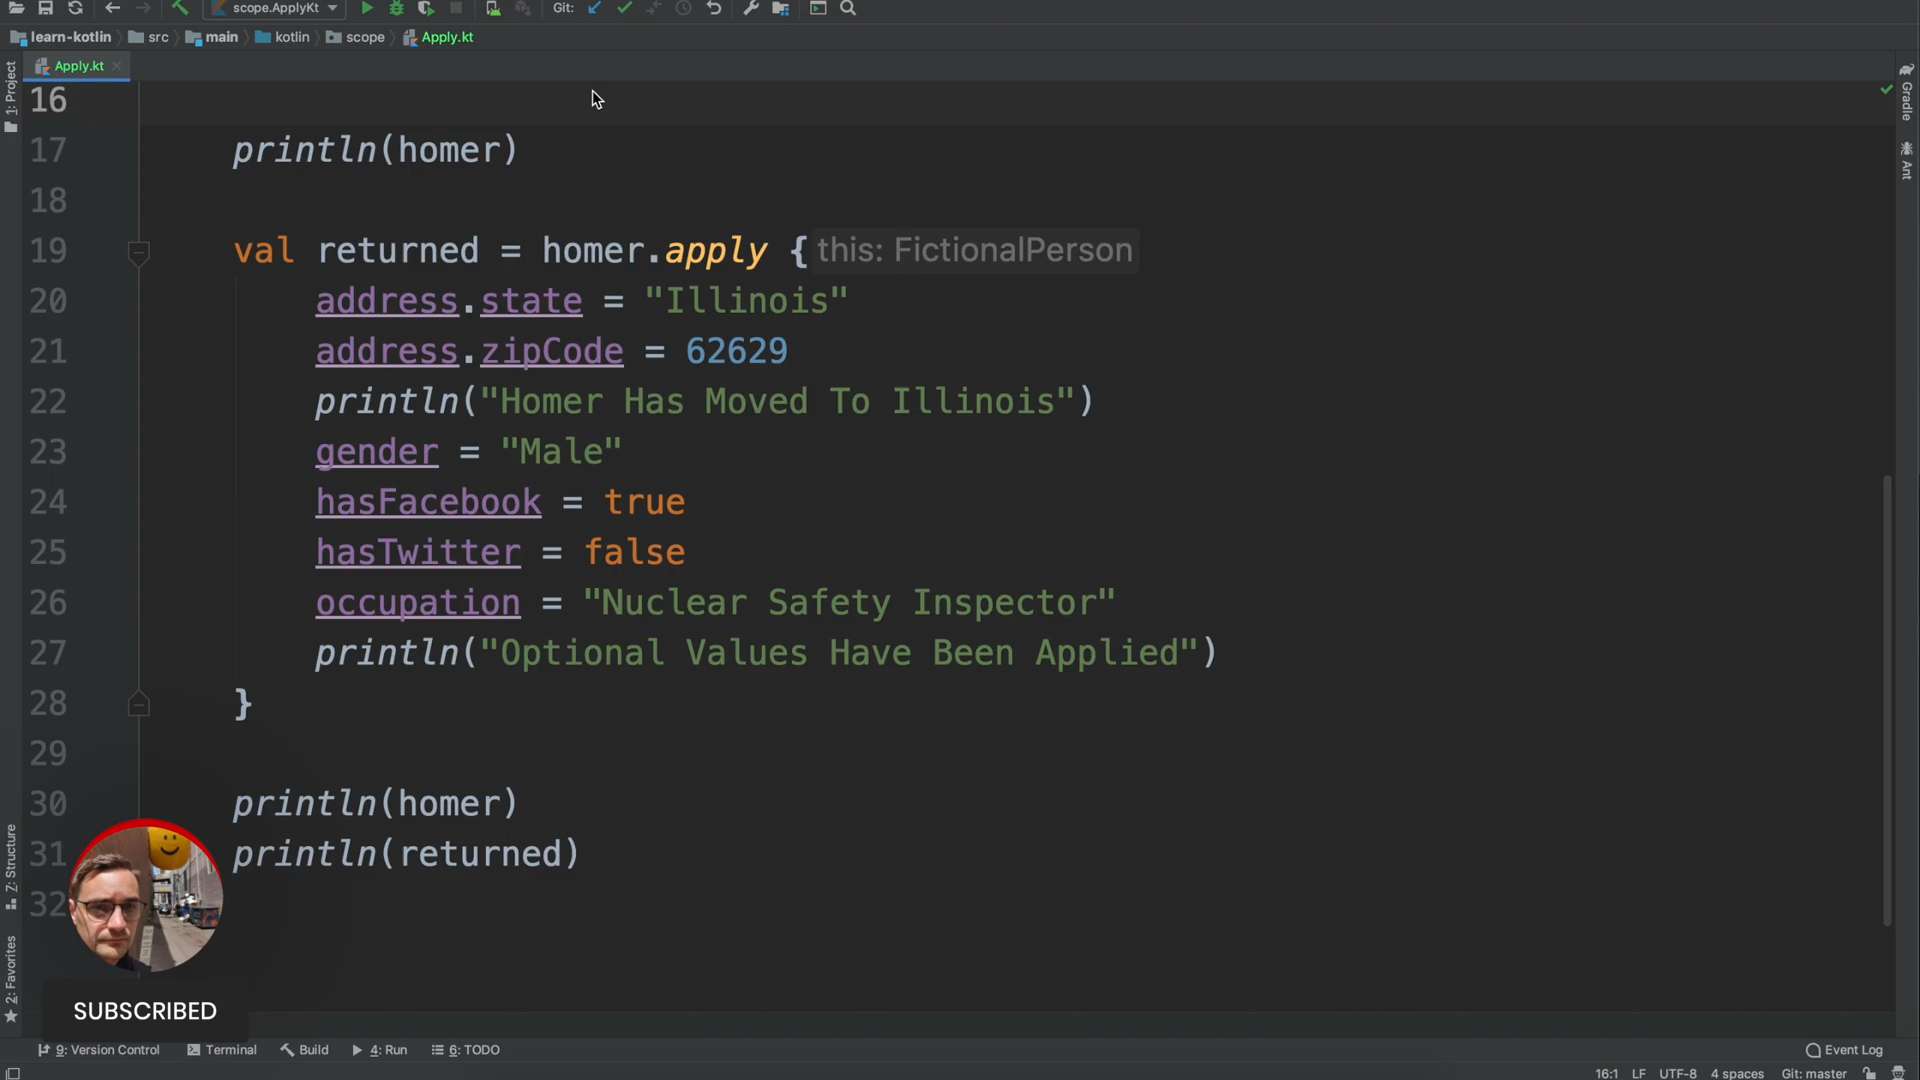 scope.ApplyKt Git:
learn-kotlin src main kotlin scope Apply.kt
Apply.kt
1: Project
Gradle
Ant
16
17 println(homer)
18
19 val returned = homer.apply { this: FictionalPerson
20 address.state = "Illinois"
21 address.zipCode = 62629
22 println("Homer Has Moved To Illinois")
23 gender = "Male"
24 hasFacebook = true
25 hasTwitter = false
26 occupation = "Nuclear Safety Inspector"
27 println("Optional Values Have Been Applied")
28 }
29
30 println(homer)
31 println(returned)
32
Z: Structure
2: Favorites
SUBSCRIBED
9: Version Control Terminal Build 4: Run 6: TODO Event Log
16:1 LF UTF-8 4 spaces Git: master